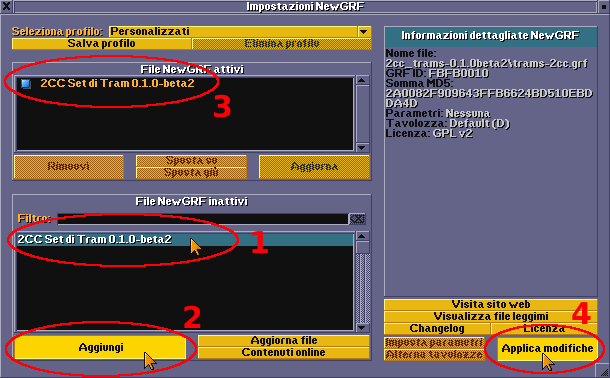 Impostazioni NewGRF
Seleziona profilo: Personalizzati
Salva profilo Elimina profilo
File NewGRF attivi
2CC Set di Tram 0.1.0-beta2
3
Rimuovi Sposta su Aggiorna
Sposta giù
File NewGRF inattivi
Filtro:
2CC Set di Tram 0.1.0-beta2
1
2
Aggiungi
Aggiorna file
Contenuti online
Informazioni dettagliate NewGRF
Nome file:
2cc_trams-0.1.0beta2\trams-2cc.grf
GRF ID: FBFB0010
Somma MD5:
2A0082F909643FFB6624BD510EBD
DA4D
Parametri: Nessuna
Tavolozza: Default (D)
Licenza: GPL v2
Visita sito web
Visualizza file leggimi
4
Changelog Licenza
Imposta parametri
Alterna tavolozze
Applica modifiche